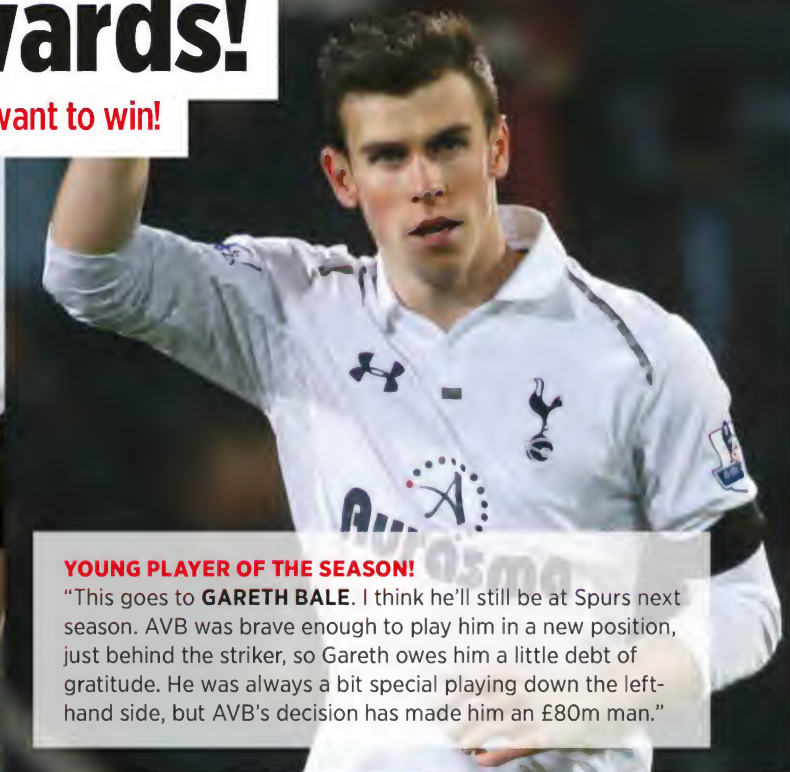 wards!
want to win!
Aurasma
YOUNG PLAYER OF THE SEASON!
“This goes to GARETH BALE. I think he’ll still be at Spurs next
season. AVB was brave enough to play him in a new position,
just behind the striker, so Gareth owes him a little debt of
gratitude. He was always a bit special playing down the left-
hand side, but AVB’s decision has made him an £80m man.”